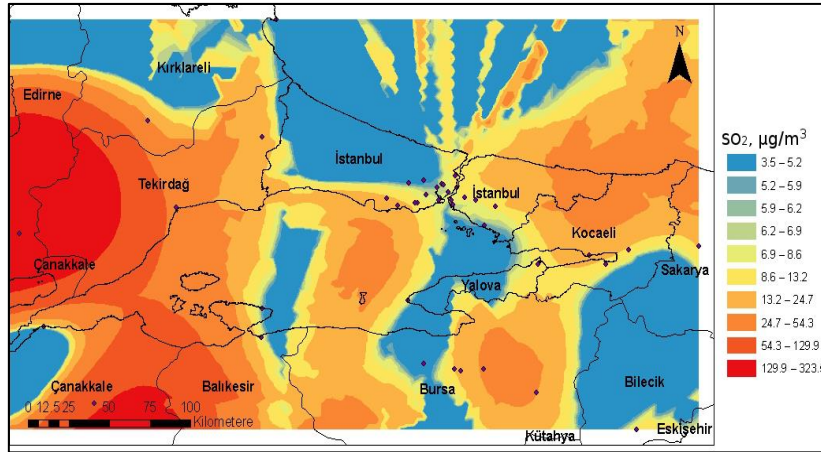 N
Kırklareli
Edirne
İstanbul
Tekirdağ
İstanbul
Kocaeli
Çanakkale
Sakarya
Yalova
Çanakkale
Balıkesir
Bursa
Bilecik
0 12.5 25 50 75 100
Kilometere
Kütahya
Eskişehir
SO₂, µg/m³
3.5 – 5.2
5.2 – 5.9
5.9 – 6.2
6.2 – 6.9
6.9 – 8.6
8.6 – 13.2
13.2 – 24.7
24.7 – 54.3
54.3 – 129.9
129.9 – 323.